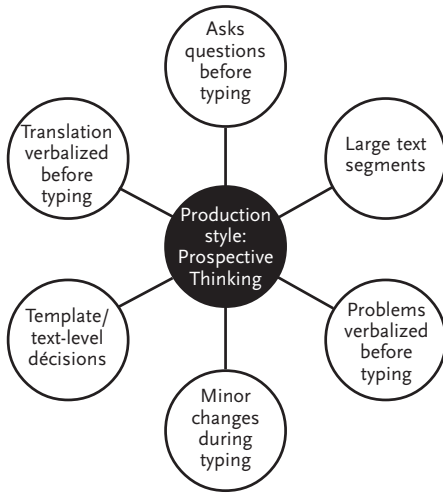 Asks
questions
before
typing
Translation
verbalized
before
typing
Large text
segments
Production
style:
Prospective
Thinking
Template/
text-level
décisions
Problems
verbalized
before
typing
Minor
changes
during
typing